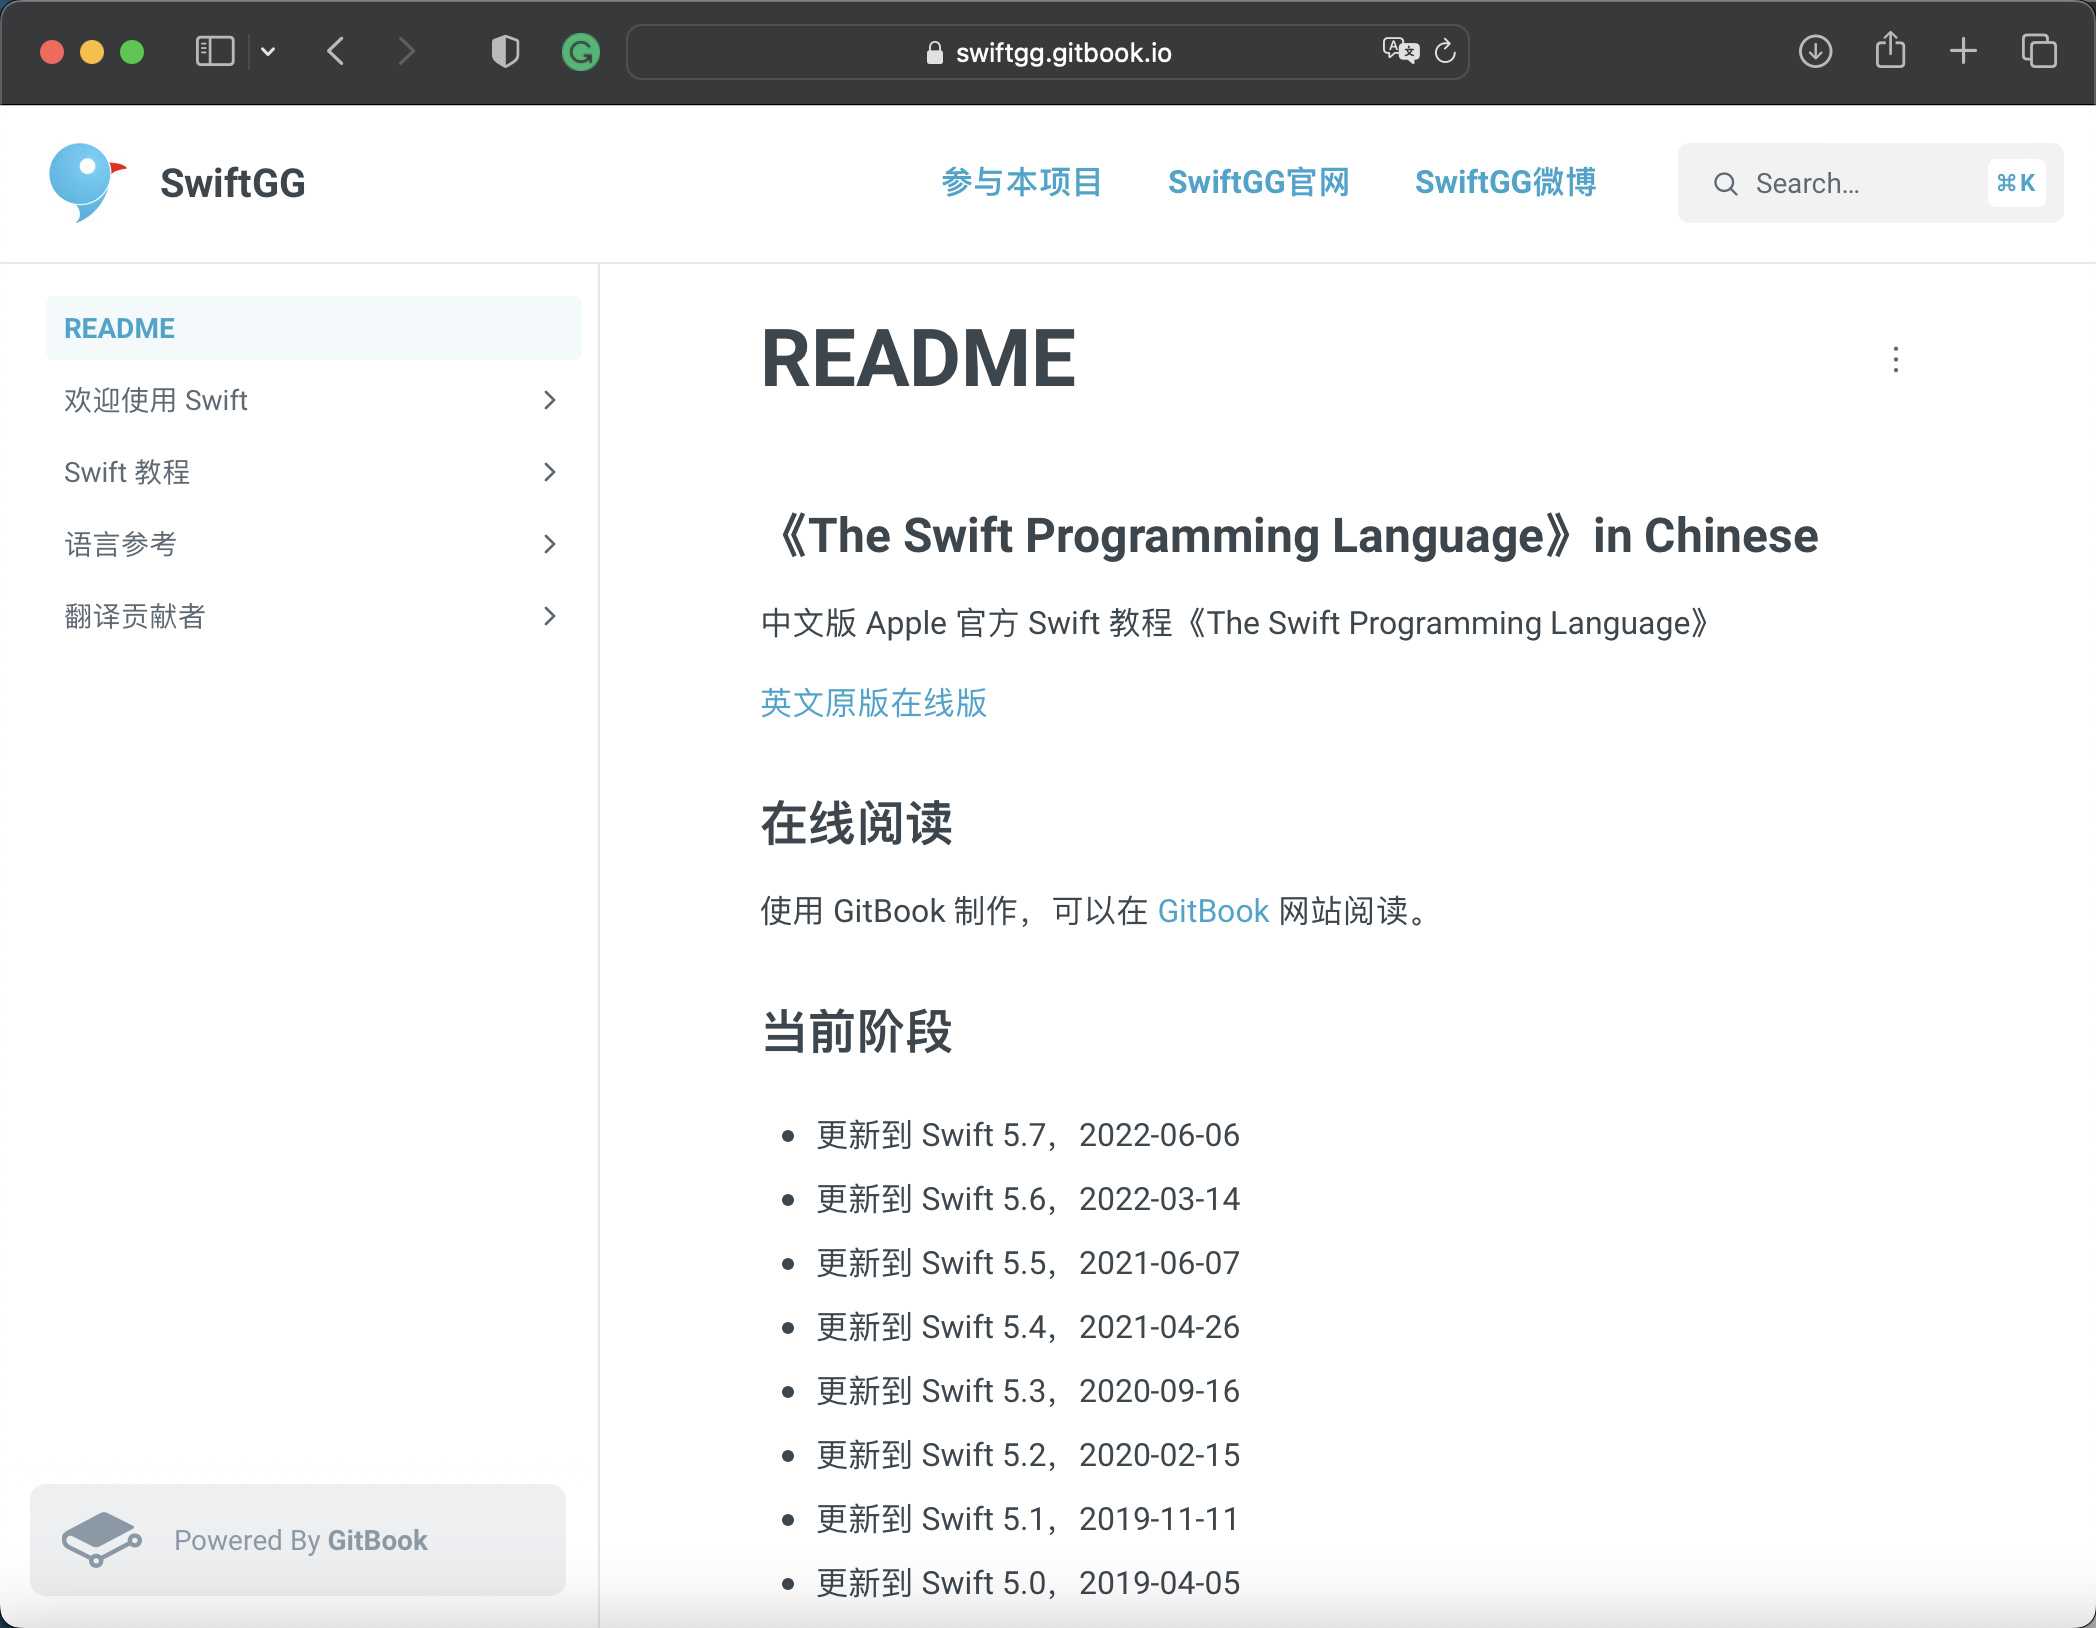 swiftgg.gitbook.io
SwiftGG
参与本项目
SwiftGG官网
SwiftGG微博
Search...
⌘K
README
欢迎使用 Swift
Swift 教程
语言参考
翻译贡献者
Powered By GitBook
README
《The Swift Programming Language》in Chinese
中文版 Apple 官方 Swift 教程《The Swift Programming Language》
英文原版在线版
在线阅读
使用 GitBook 制作，可以在 GitBook 网站阅读。
当前阶段
更新到 Swift 5.7，2022-06-06
更新到 Swift 5.6，2022-03-14
更新到 Swift 5.5，2021-06-07
更新到 Swift 5.4，2021-04-26
更新到 Swift 5.3，2020-09-16
更新到 Swift 5.2，2020-02-15
更新到 Swift 5.1，2019-11-11
更新到 Swift 5.0，2019-04-05